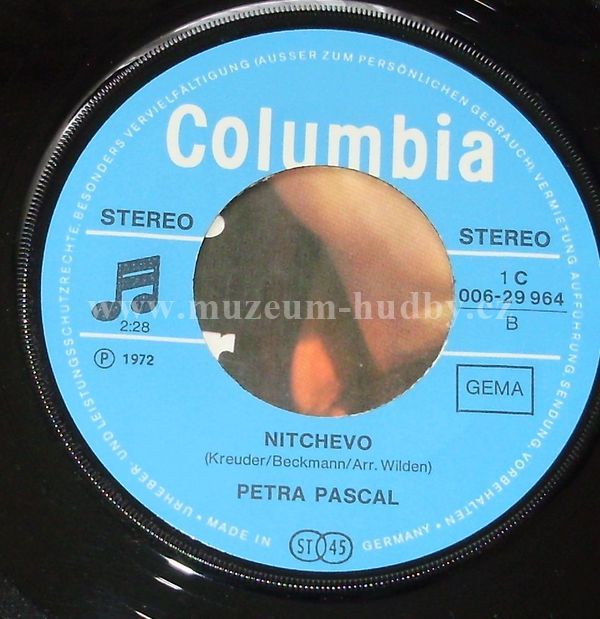 URHEBER- UND LEISTUNGSSCHUTZRECHTE, BESONDERS VERVIELFÄLTIGUNG (AUSSER ZUM PERSÖNLICHEN GEBRAUCH), VERMIETUNG, AUFFÜHRUNG, SENDUNG, VORBEHALTEN
Columbia
STEREO
STEREO
1 C
006-29 964
B
2:28
℗ 1972
GEMA
www.muzeum-hudby.cz
NITCHEVO
(Kreuder/Beckmann/Arr. Wilden)
PETRA PASCAL
• MADE IN GERMANY •
ST 45